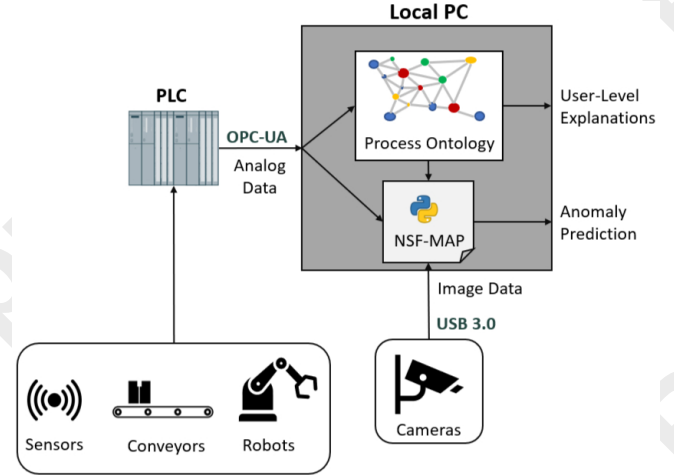 Local PC
PLC
OPC-UA
Analog
Data
Process Ontology
User-Level
Explanations
NSF-MAP
Anomaly
Prediction
Image Data
USB 3.0
Sensors
Conveyors
Robots
Cameras